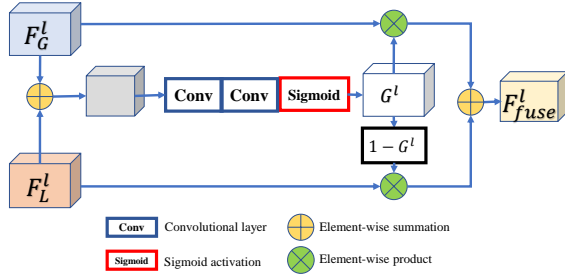 F_G^l
Conv Conv Sigmoid
G^l
F_fuse^l
1 − G^l
F_L^l
Conv Convolutional layer
Element-wise summation
Sigmoid Sigmoid activation
Element-wise product